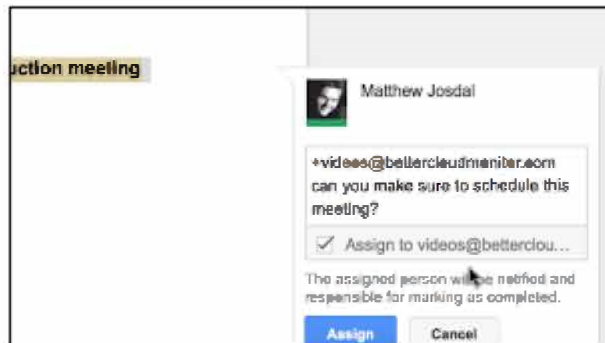 uction meeting
Matthew Josdal
+videos@bettercloudmonitor.com
can you make sure to schedule this
meeting?
Assign to videos@betterclou...
The assigned person will be notified and
responsible for marking as completed.
Assign
Cancel